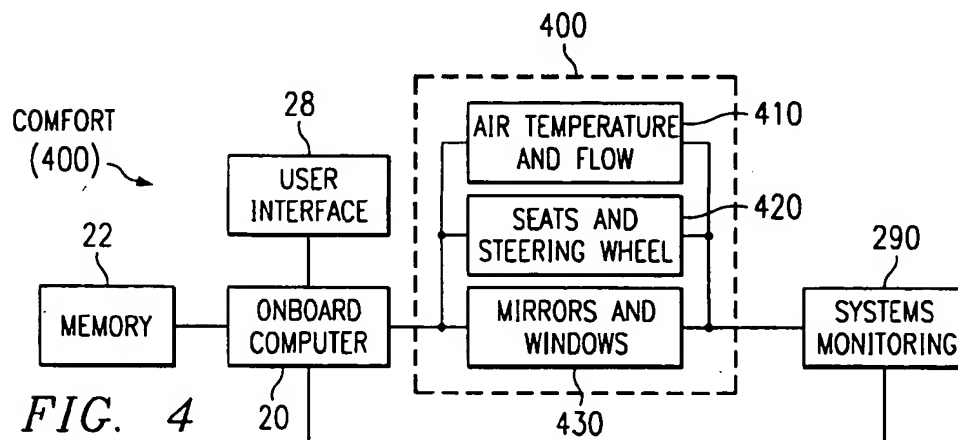 400
COMFORT
(400)
28
AIR TEMPERATURE
AND FLOW
410
USER
INTERFACE
22
SEATS AND
STEERING WHEEL
420
290
MEMORY
ONBOARD
COMPUTER
MIRRORS AND
WINDOWS
SYSTEMS
MONITORING
FIG. 4
20
430